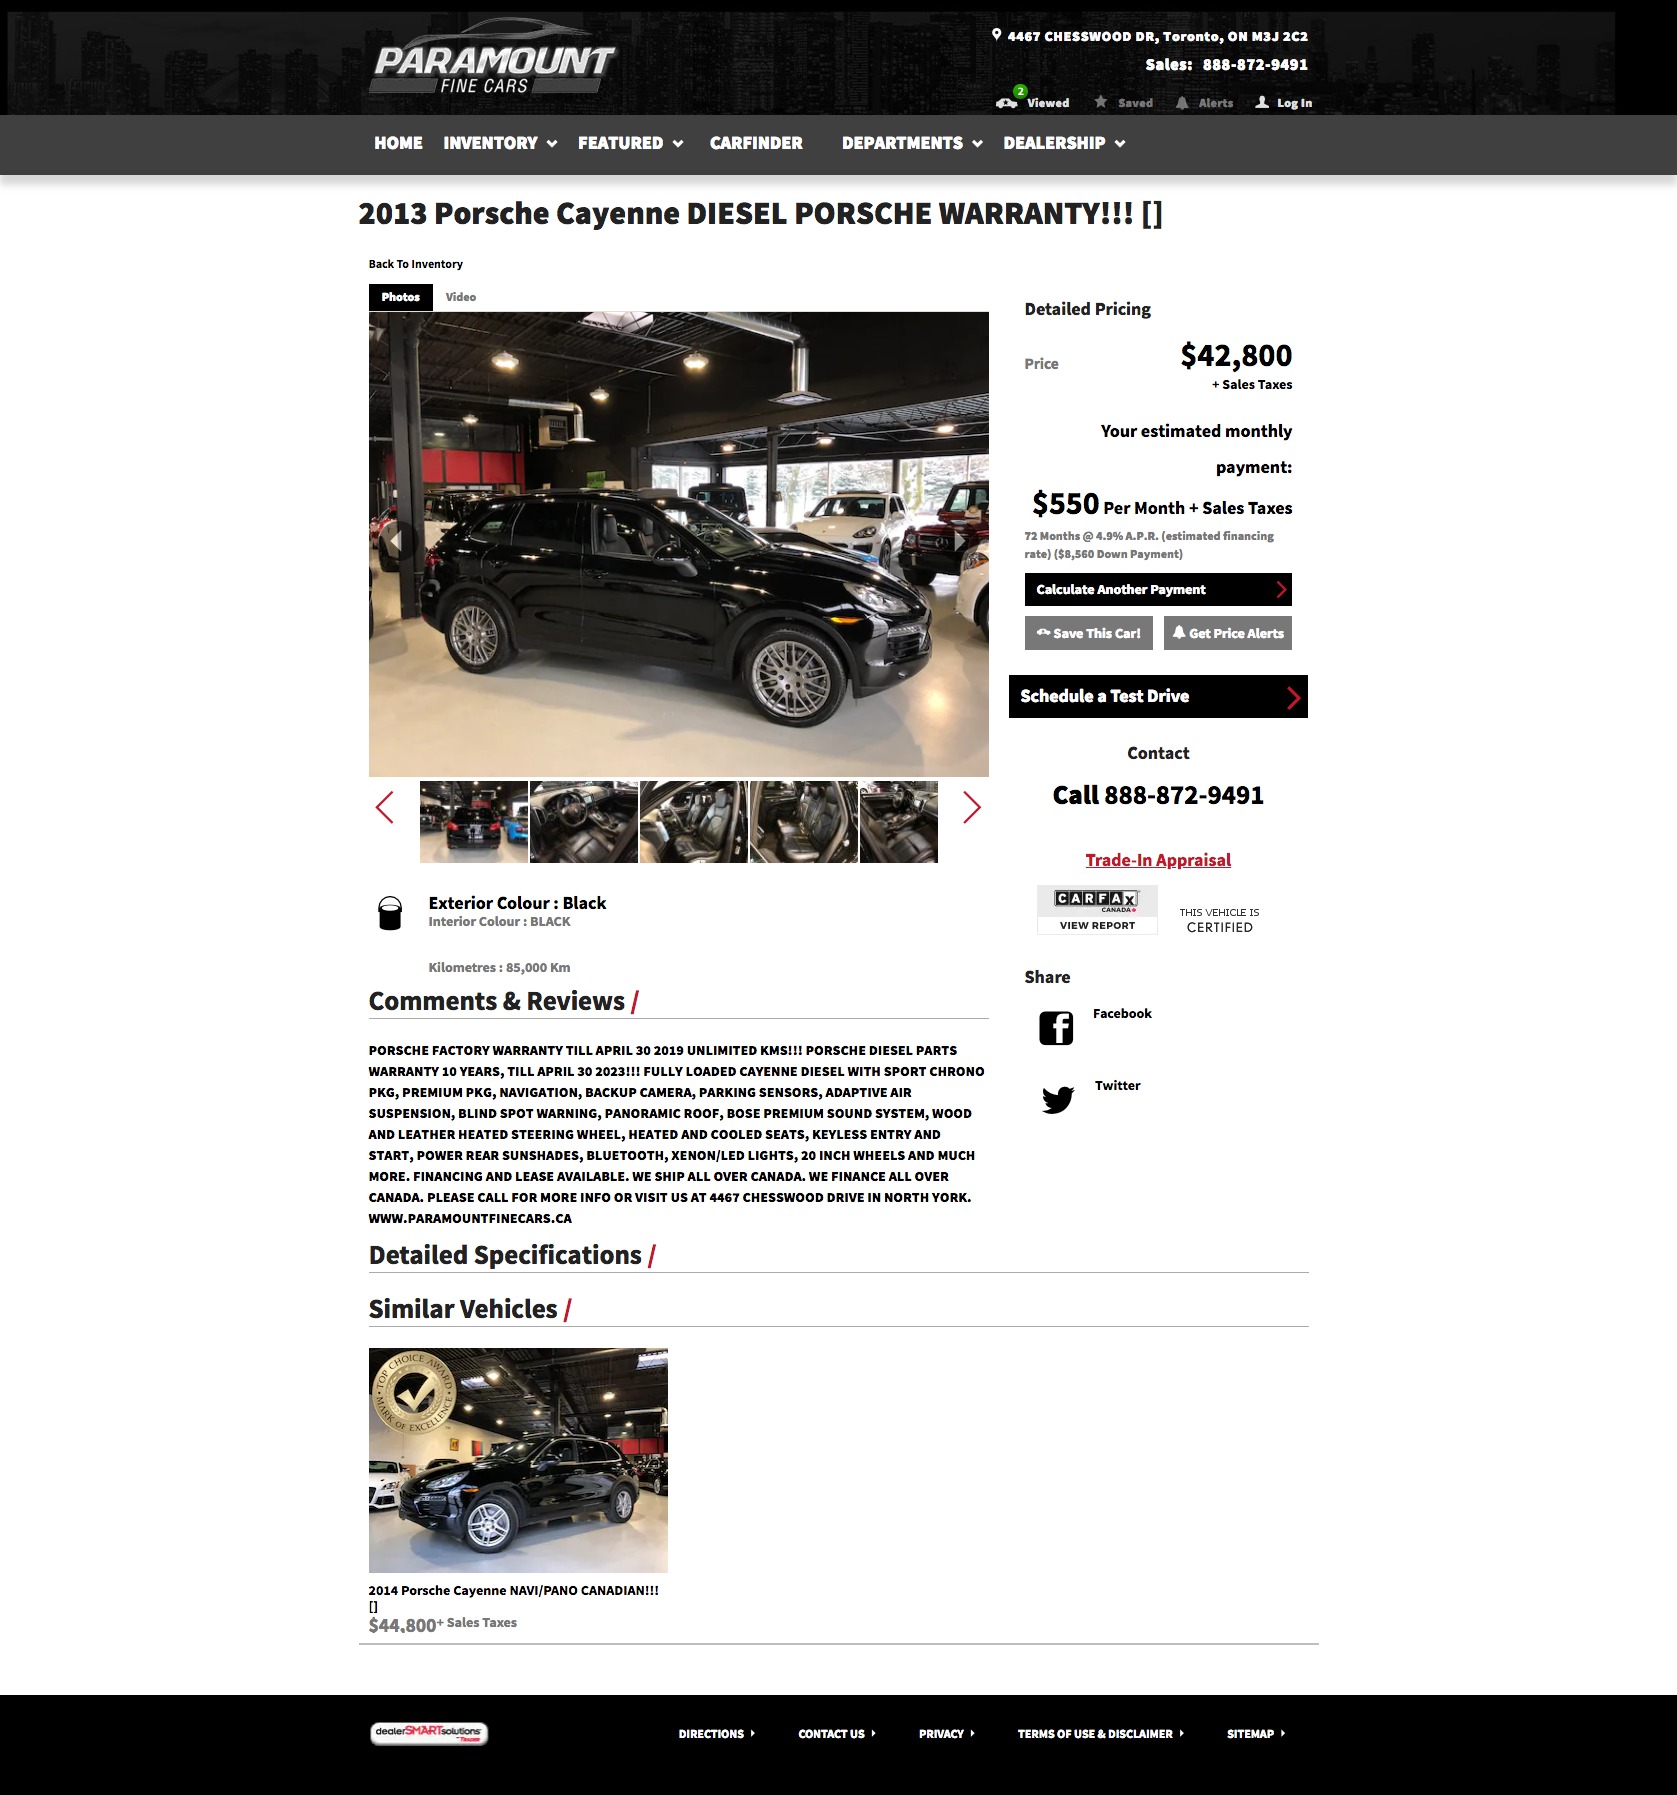 PARAMOUNT
FINE CARS
4467 CHESSWOOD DR, Toronto, ON M3J 2C2
Sales: 888-872-9491
2
Viewed Saved Alerts Log In
HOME INVENTORY FEATURED CARFINDER DEPARTMENTS DEALERSHIP
2013 Porsche Cayenne DIESEL PORSCHE WARRANTY!!! []
Back To Inventory
Photos Video
Detailed Pricing
Price $42,800
+ Sales Taxes
Your estimated monthly
payment:
$550 Per Month + Sales Taxes
72 Months @ 4.9% A.P.R. (estimated financing
rate) ($8,560 Down Payment)
Calculate Another Payment
Save This Car! Get Price Alerts
Schedule a Test Drive
Contact
Call 888-872-9491
Trade-In Appraisal
CARFAX
CANADA
VIEW REPORT
THIS VEHICLE IS
CERTIFIED
Share
Facebook
Twitter
Exterior Colour : Black
Interior Colour : BLACK
Kilometres : 85,000 Km
Comments & Reviews /
PORSCHE FACTORY WARRANTY TILL APRIL 30 2019 UNLIMITED KMS!!! PORSCHE DIESEL PARTS
WARRANTY 10 YEARS, TILL APRIL 30 2023!!! FULLY LOADED CAYENNE DIESEL WITH SPORT CHRONO
PKG, PREMIUM PKG, NAVIGATION, BACKUP CAMERA, PARKING SENSORS, ADAPTIVE AIR
SUSPENSION, BLIND SPOT WARNING, PANORAMIC ROOF, BOSE PREMIUM SOUND SYSTEM, WOOD
AND LEATHER HEATED STEERING WHEEL, HEATED AND COOLED SEATS, KEYLESS ENTRY AND
START, POWER REAR SUNSHADES, BLUETOOTH, XENON/LED LIGHTS, 20 INCH WHEELS AND MUCH
MORE. FINANCING AND LEASE AVAILABLE. WE SHIP ALL OVER CANADA. WE FINANCE ALL OVER
CANADA. PLEASE CALL FOR MORE INFO OR VISIT US AT 4467 CHESSWOOD DRIVE IN NORTH YORK.
WWW.PARAMOUNTFINECARS.CA
Detailed Specifications /
Similar Vehicles /
TOP CHOICE AWARD
MARK OF EXCELLENCE
2014 Porsche Cayenne NAVI/PANO CANADIAN!!!
[]
$44,800+ Sales Taxes
dealerSMARTsolutions
DIRECTIONS CONTACT US PRIVACY TERMS OF USE & DISCLAIMER SITEMAP